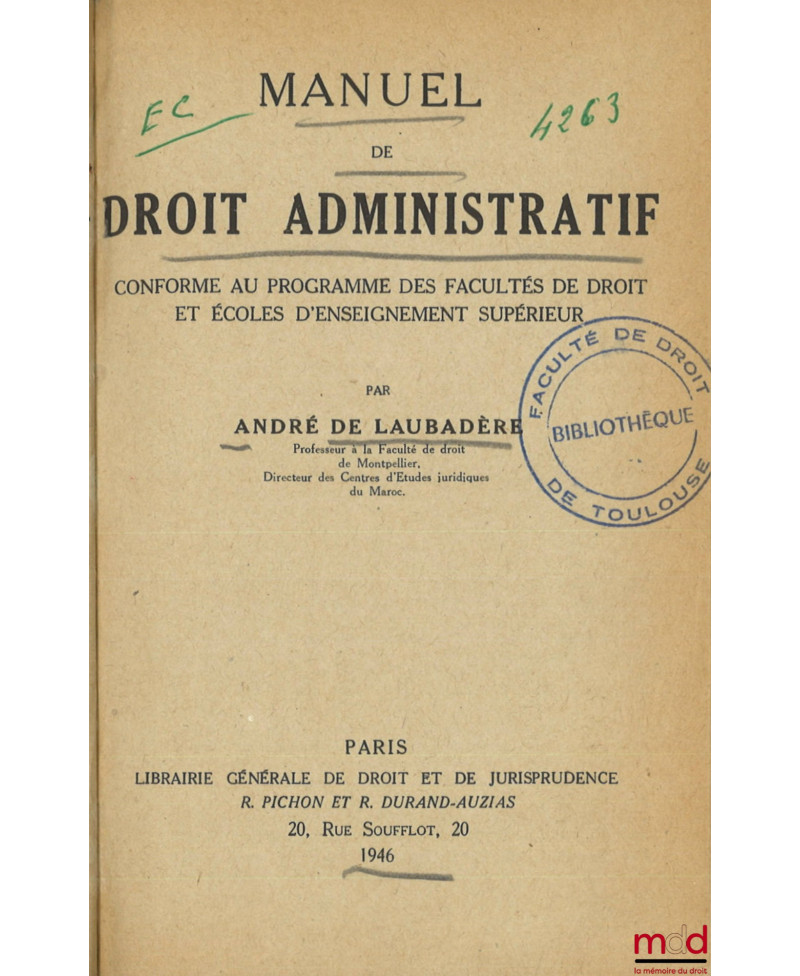 EC
4263
MANUEL
DE
DROIT ADMINISTRATIF
CONFORME AU PROGRAMME DES FACULTÉS DE DROIT
ET ÉCOLES D'ENSEIGNEMENT SUPÉRIEUR
PAR
ANDRÉ DE LAUBADÈRE
Professeur à la Faculté de droit
de Montpellier,
Directeur des Centres d'Etudes juridiques
du Maroc.
FACULTÉ DE DROIT
BIBLIOTHÈQUE
DE TOULOUSE
PARIS
LIBRAIRIE GÉNÉRALE DE DROIT ET DE JURISPRUDENCE
R. PICHON ET R. DURAND-AUZIAS
20, RUE SOUFFLOT, 20
1946
mdd
la mémoire du droit